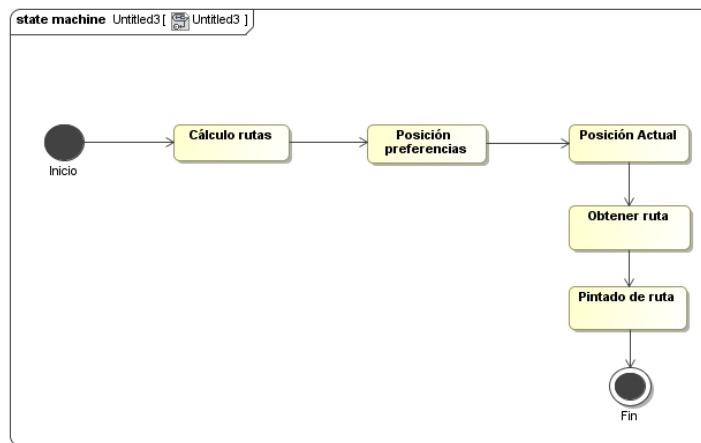 state machine Untitled3 [ Untitled3 ]
Inicio
Cálculo rutas
Posición
preferencias
Posición Actual
Obtener ruta
Pintado de ruta
Fin